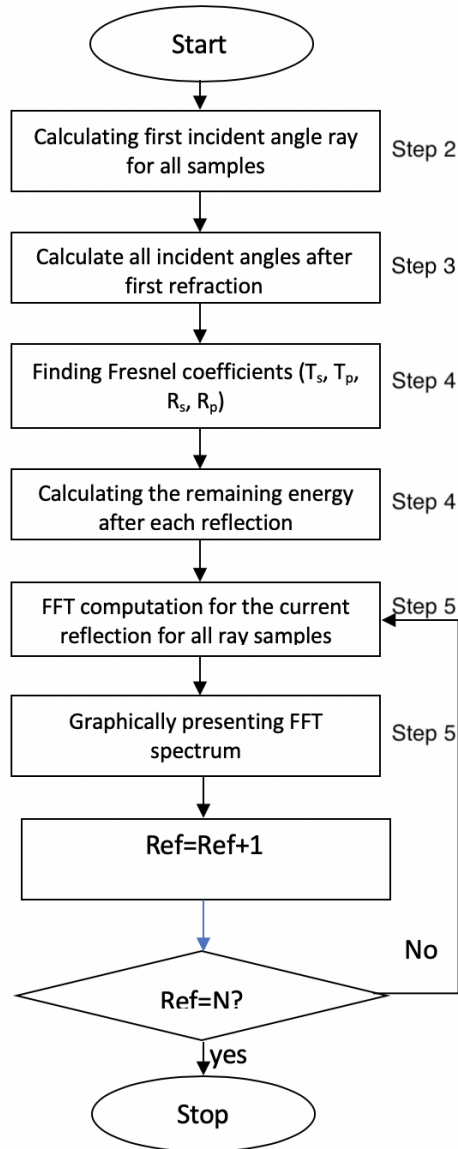 Start
Calculating first incident angle ray
for all samples
Step 2
Calculate all incident angles after
first refraction
Step 3
Finding Fresnel coefficients (Ts, Tp,
Rs, Rp)
Step 4
Calculating the remaining energy
after each reflection
Step 4
FFT computation for the current
reflection for all ray samples
Step 5
Graphically presenting FFT
spectrum
Step 5
Ref=Ref+1
No
Ref=N?
yes
Stop